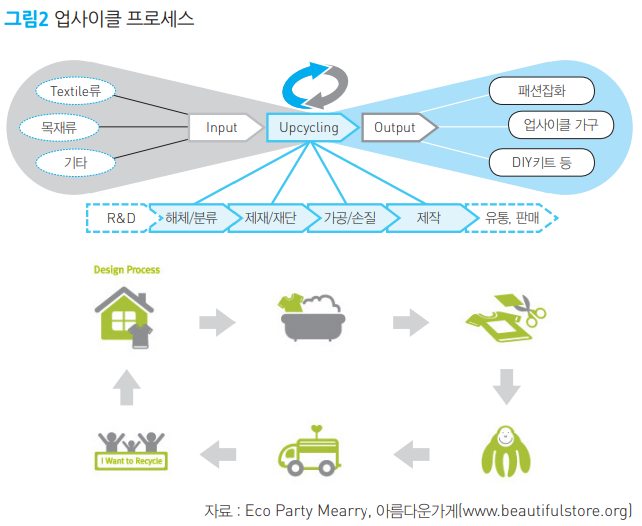 그림2 업사이클 프로세스
Textile류
목재류
기타
Input
Upcycling
Output
패션잡화
업사이클 가구
DIY키트 등
R&D
해체/분류
제재/재단
가공/손질
제작
유통, 판매
Design Process
I Want to Recycle
자료 : Eco Party Mearry, 아름다운가게(www.beautifulstore.org)